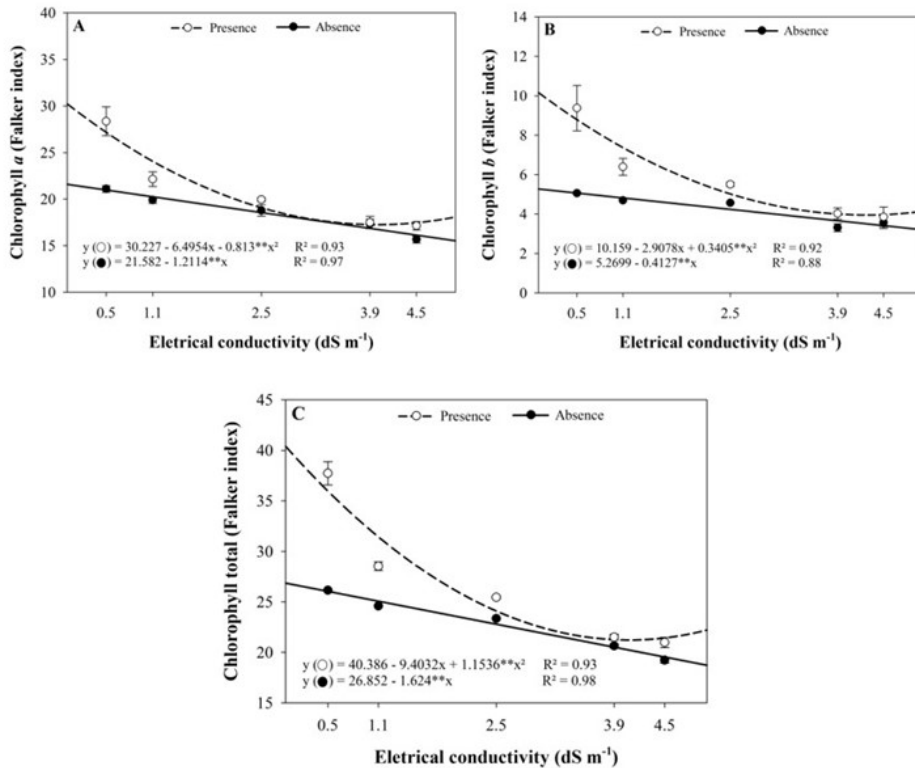 A
Presence Absence
Chlorophyll a (Falker index)
40
35
30
25
20
15
10
y (○) = 30.227 - 6.4954x - 0.813**x² R² = 0.93
y (●) = 21.582 - 1.2114**x R² = 0.97
0.5 1.1 2.5 3.9 4.5
Eletrical conductivity (dS m⁻¹)
B
Presence Absence
Chlorophyll b (Falker index)
14
12
10
8
6
4
2
0
y (○) = 10.159 - 2.9078x + 0.3405**x² R² = 0.92
y (●) = 5.2699 - 0.4127**x R² = 0.88
0.5 1.1 2.5 3.9 4.5
Eletrical conductivity (dS m⁻¹)
C
Presence Absence
Chlorophyll total (Falker index)
45
40
35
30
25
20
15
y (○) = 40.386 - 9.4032x + 1.1536**x² R² = 0.93
y (●) = 26.852 - 1.624**x R² = 0.98
0.5 1.1 2.5 3.9 4.5
Eletrical conductivity (dS m⁻¹)